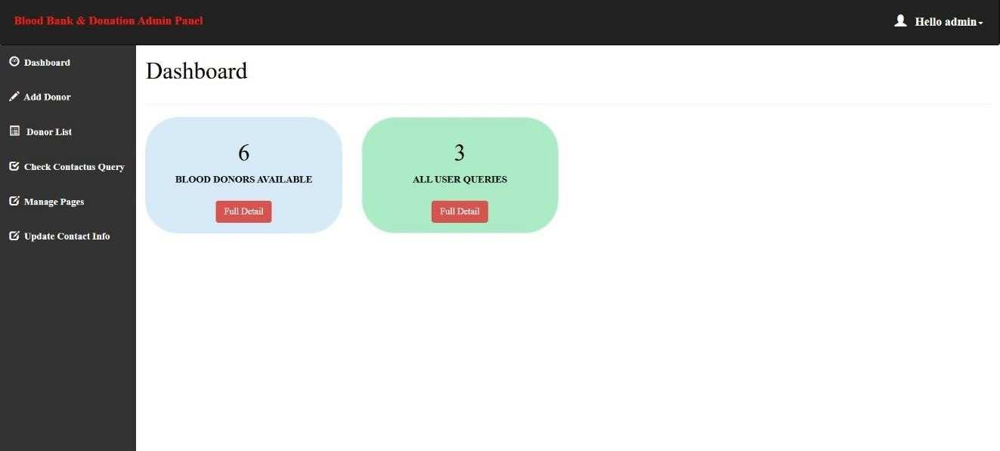 Blood Bank & Donation Admin Panel
Hello admin
Dashboard
Add Donor
Donor List
Check Contactus Query
Manage Pages
Update Contact Info
Dashboard
6
BLOOD DONORS AVAILABLE
Full Detail
3
ALL USER QUERIES
Full Detail